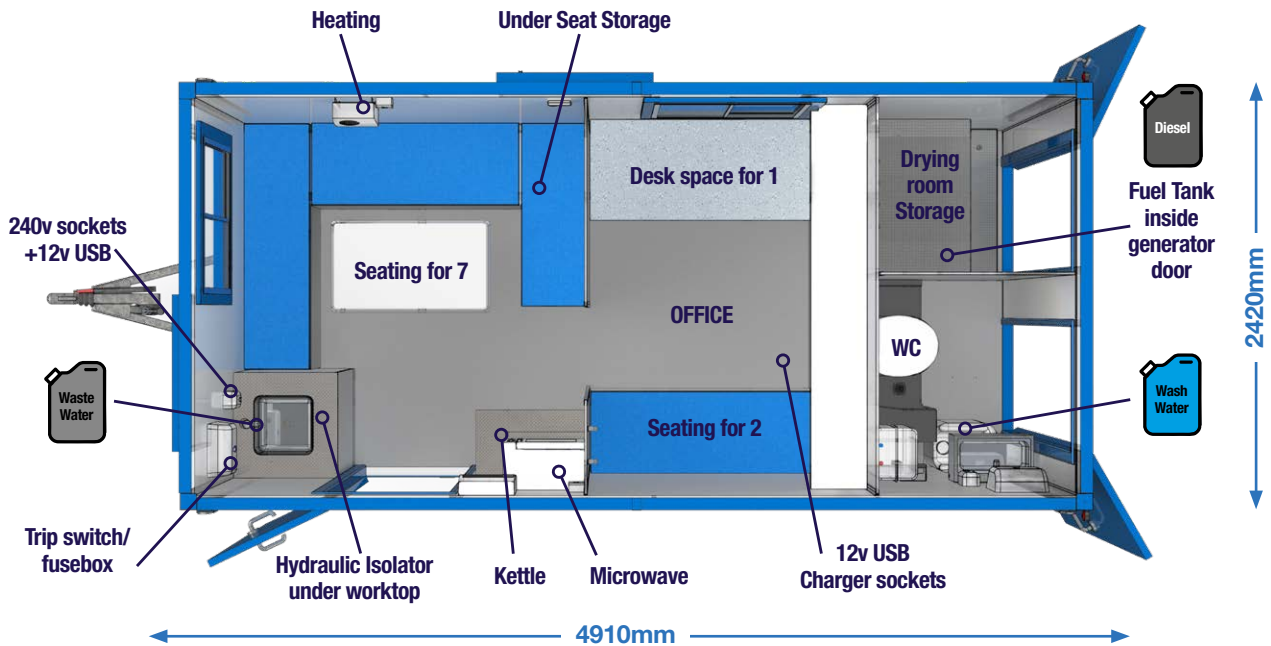 Heating
Under Seat Storage
Diesel
Fuel Tank
inside
generator
door
240v sockets
+12v USB
Desk space for 1
Drying
room
Storage
Seating for 7
OFFICE
WC
2420mm
Waste
Water
Seating for 2
Wash
Water
Trip switch/
fusebox
Hydraulic Isolator
under worktop
Kettle
Microwave
12v USB
Charger sockets
4910mm